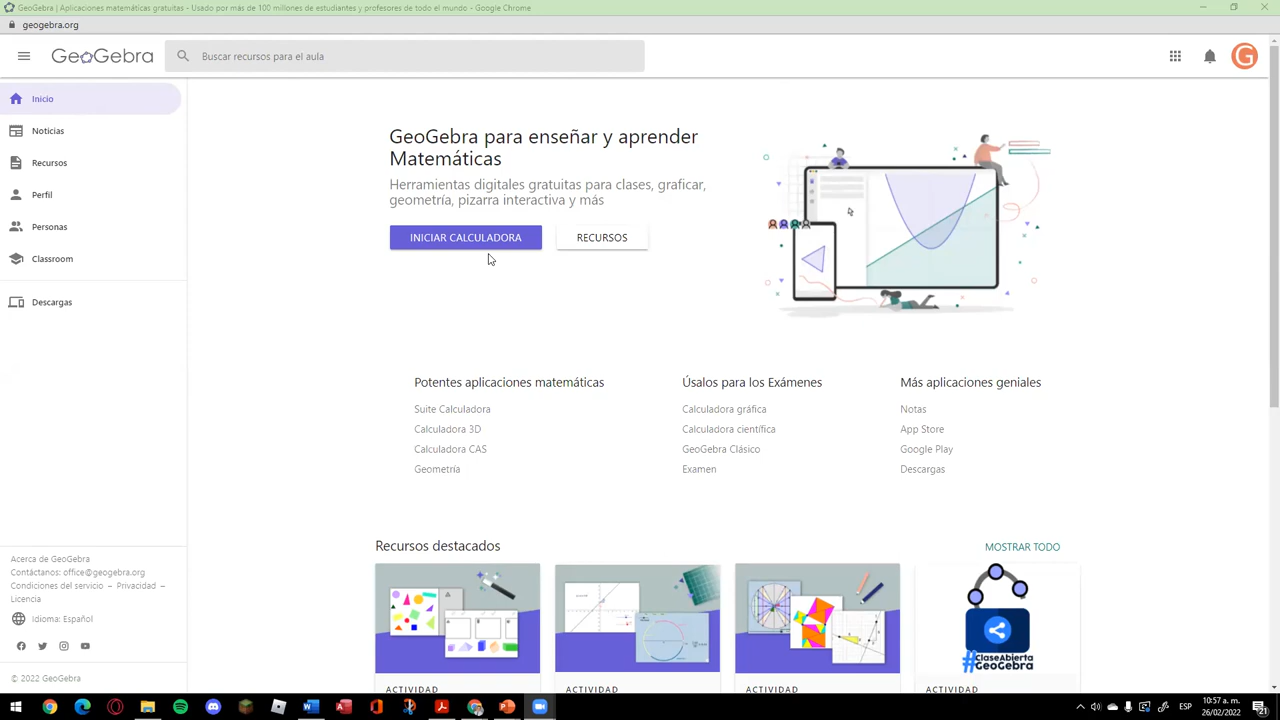 GeoGebra | Aplicaciones matemáticas gratuitas - Usado por más de 100 millones de estudiantes y profesores de todo el mundo - Google Chrome
geogebra.org
GeoGebra
Buscar recursos para el aula
G
Inicio
Noticias
Recursos
Perfil
Personas
Classroom
Descargas
GeoGebra para enseñar y aprender
Matemáticas
Herramientas digitales gratuitas para clases, graficar,
geometría, pizarra interactiva y más
INICIAR CALCULADORA
RECURSOS
Potentes aplicaciones matemáticas
Suite Calculadora
Calculadora 3D
Calculadora CAS
Geometría
Úsalos para los Exámenes
Calculadora gráfica
Calculadora científica
GeoGebra Clásico
Examen
Más aplicaciones geniales
Notas
App Store
Google Play
Descargas
Recursos destacados
MOSTRAR TODO
#ClaseAbierta
GeoGebra
ACTIVIDAD
ACTIVIDAD
ACTIVIDAD
ACTIVIDAD
Acerca de GeoGebra
Contáctanos: office@geogebra.org
Condiciones del servicio – Privacidad –
Licencia
Idioma: Español
© 2022 GeoGebra
ESP
10:57 a. m.
26/02/2022